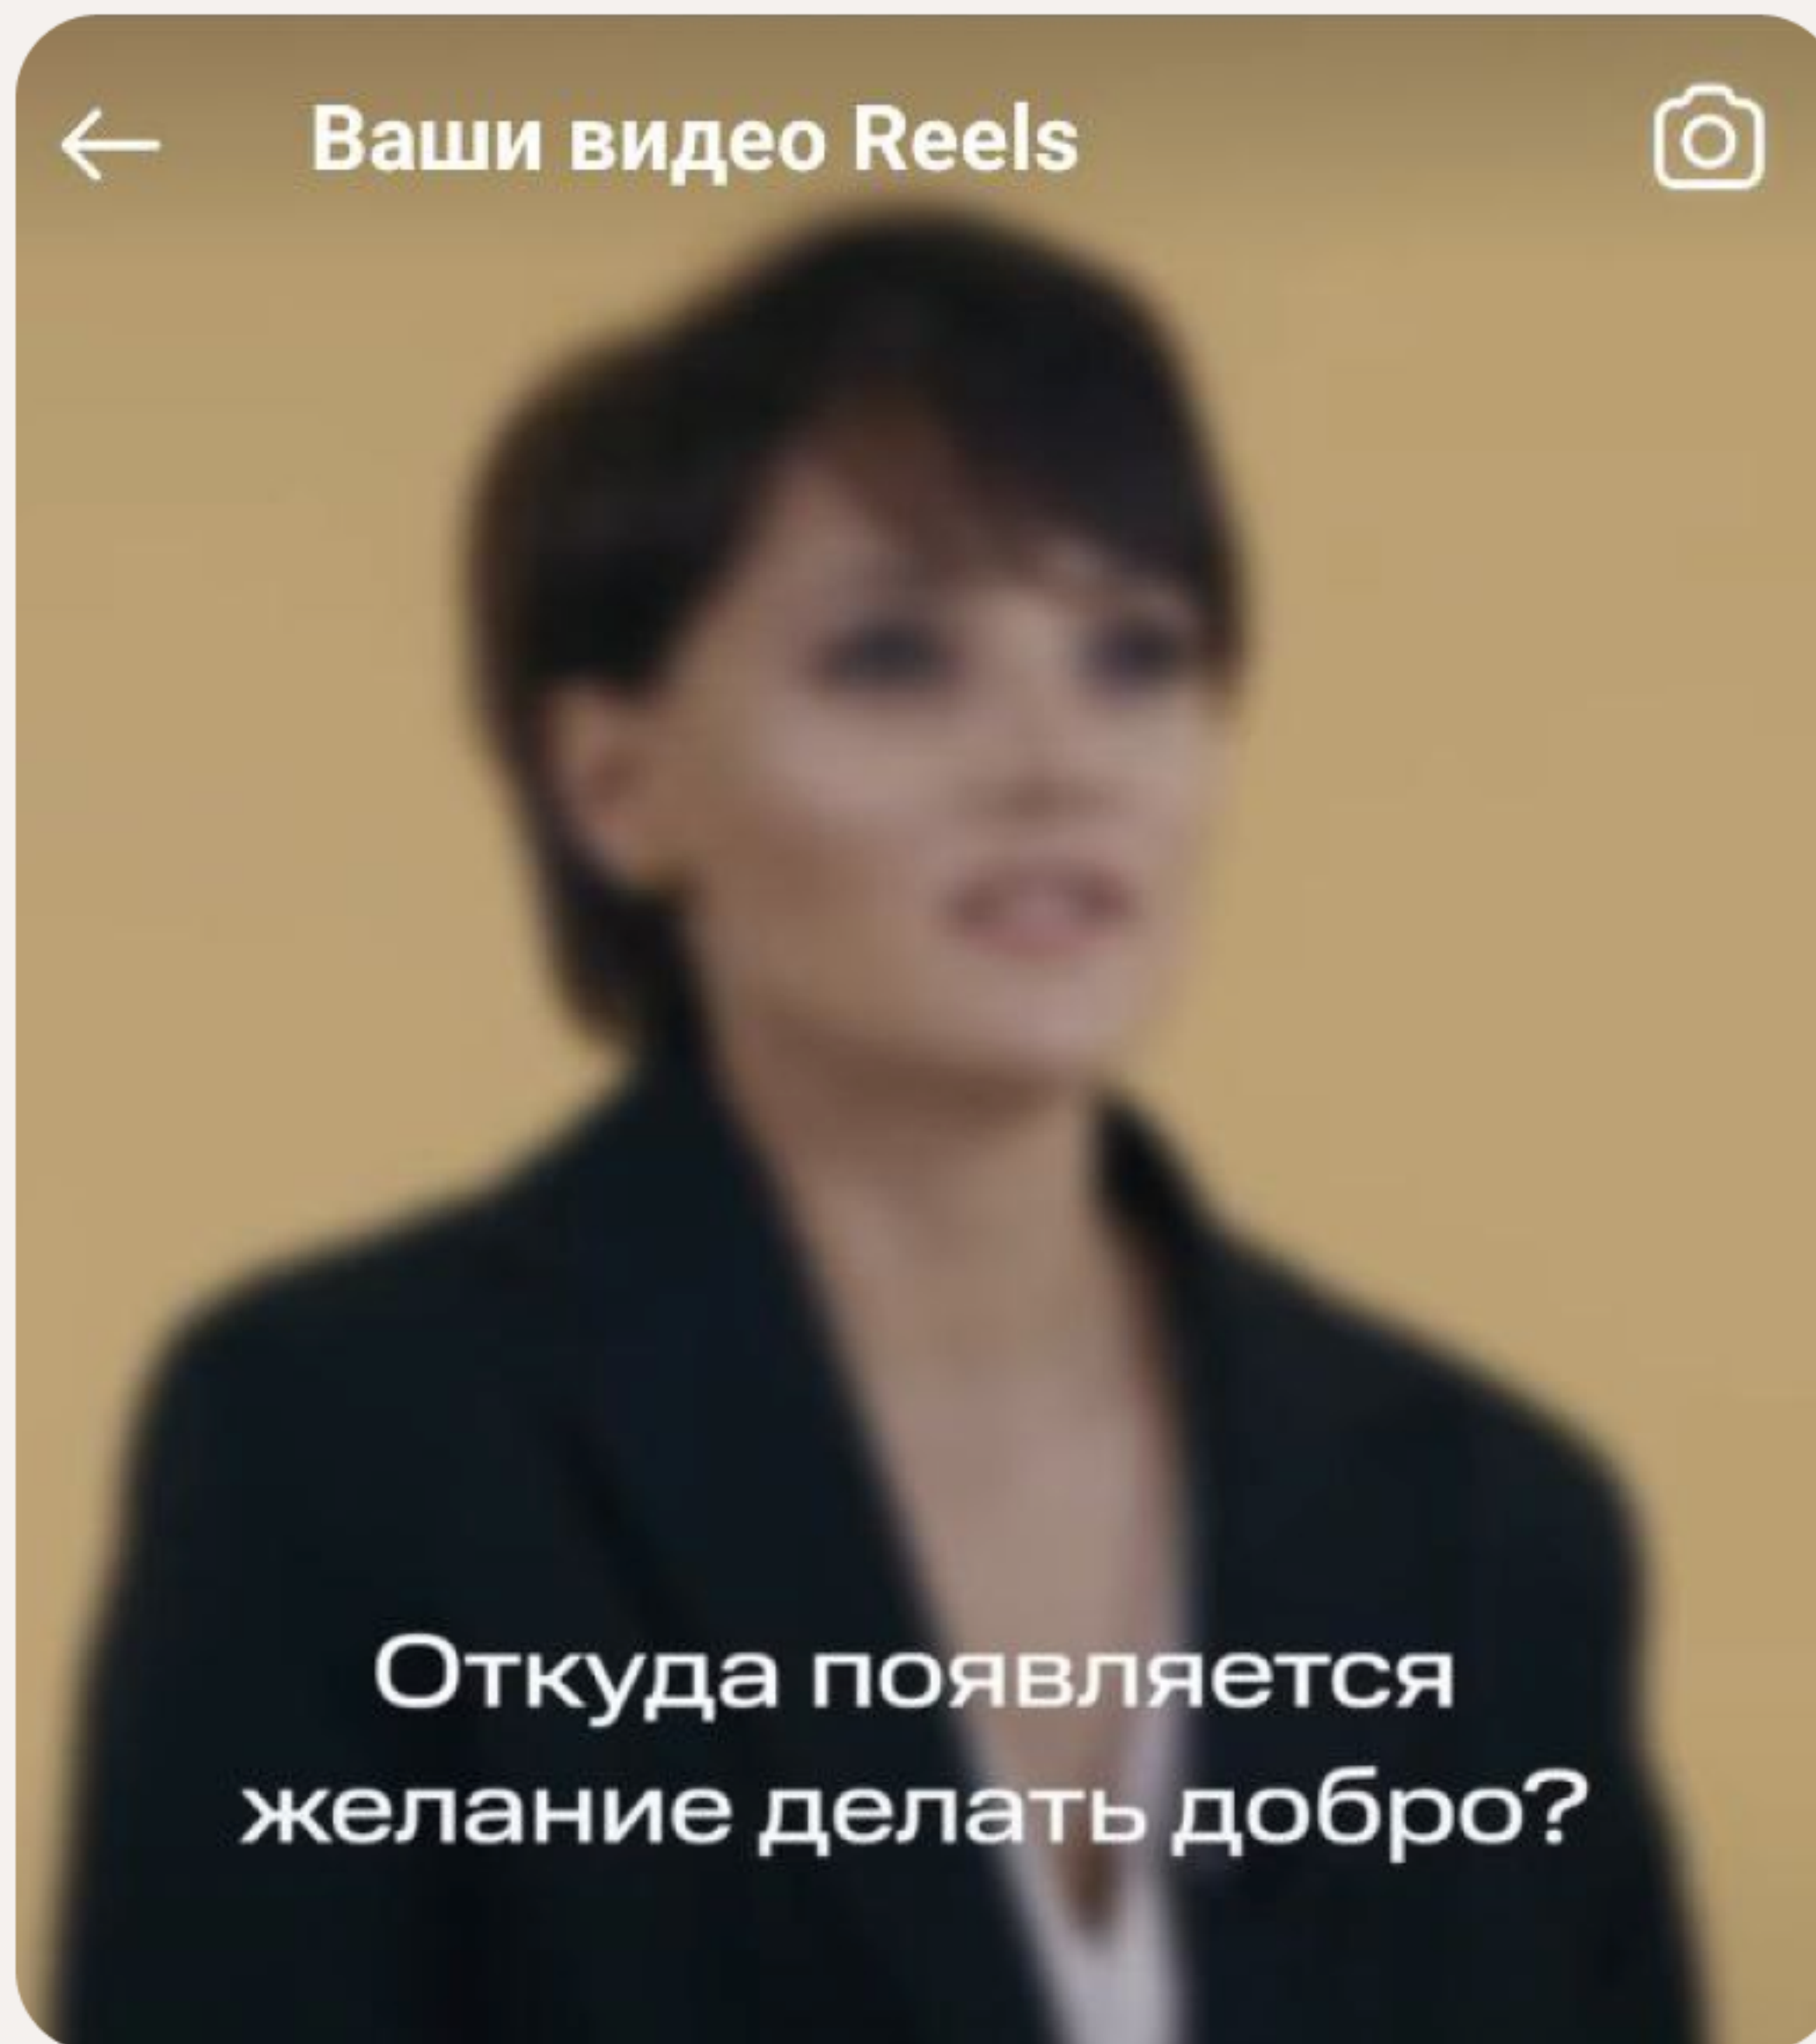 Ваши видео Reels
Откуда появляется
желание делать добро?